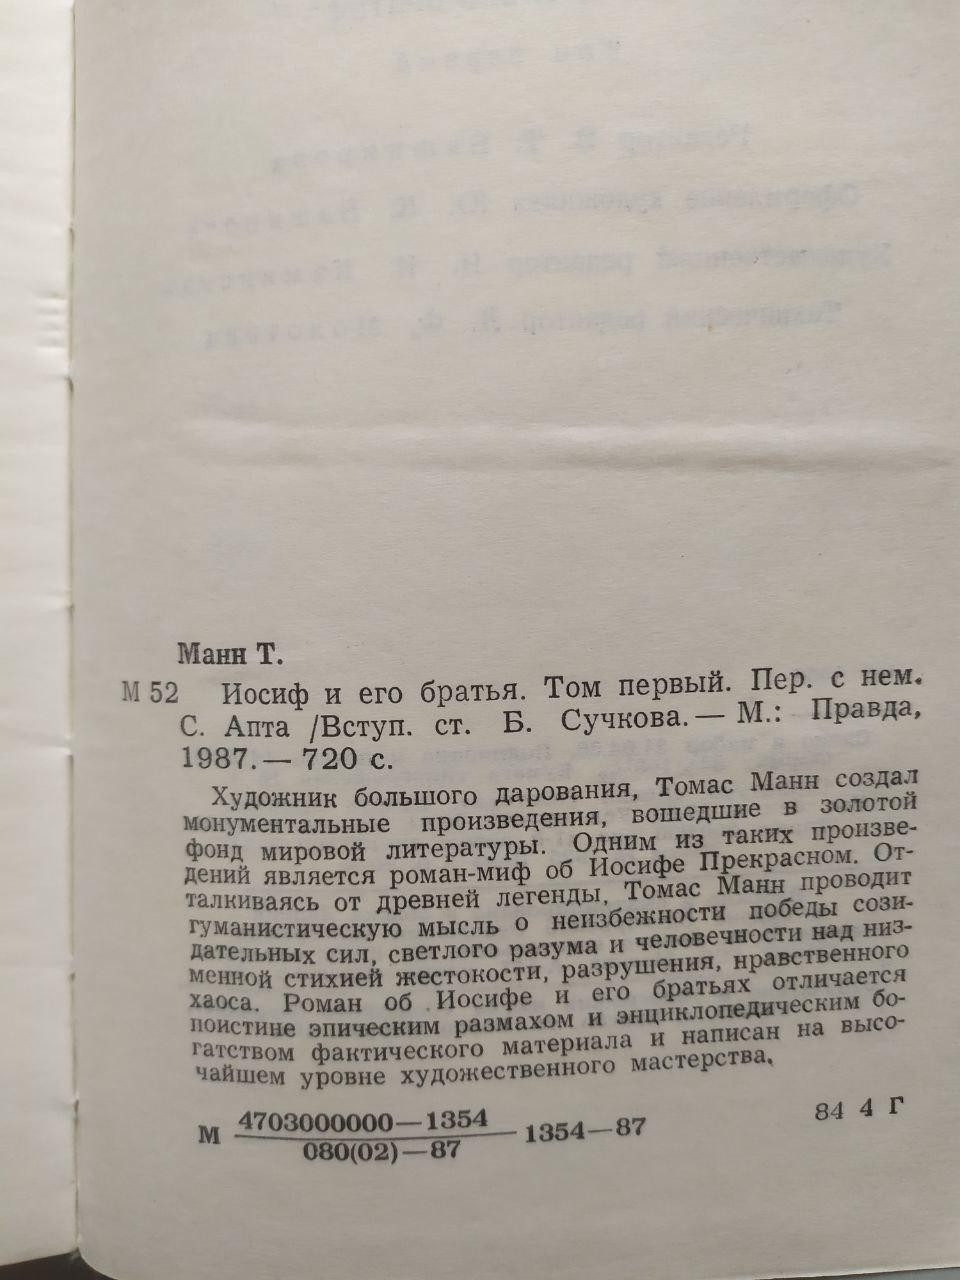 Манн Т.
М 52 Иосиф и его братья. Том первый. Пер. с нем.
С. Апта /Вступ. ст. Б. Сучкова. — М.: Правда,
1987. — 720 с.
Художник большого дарования, Томас Манн создал
монументальные произведения, вошедшие в золотой
фонд мировой литературы. Одним из таких произве-
дений является роман-миф об Иосифе Прекрасном. От-
талкиваясь от древней легенды, Томас Манн проводит
гуманистическую мысль о неизбежности победы сози-
дательных сил, светлого разума и человечности над низ-
менной стихией жестокости, разрушения, нравственного
хаоса. Роман об Иосифе и его братьях отличается
поистине эпическим размахом и энциклопедическим бо-
гатством фактического материала и написан на высо-
чайшем уровне художественного мастерства.
М 4703000000—1354 1354—87 84 4 Г
080(02)—87